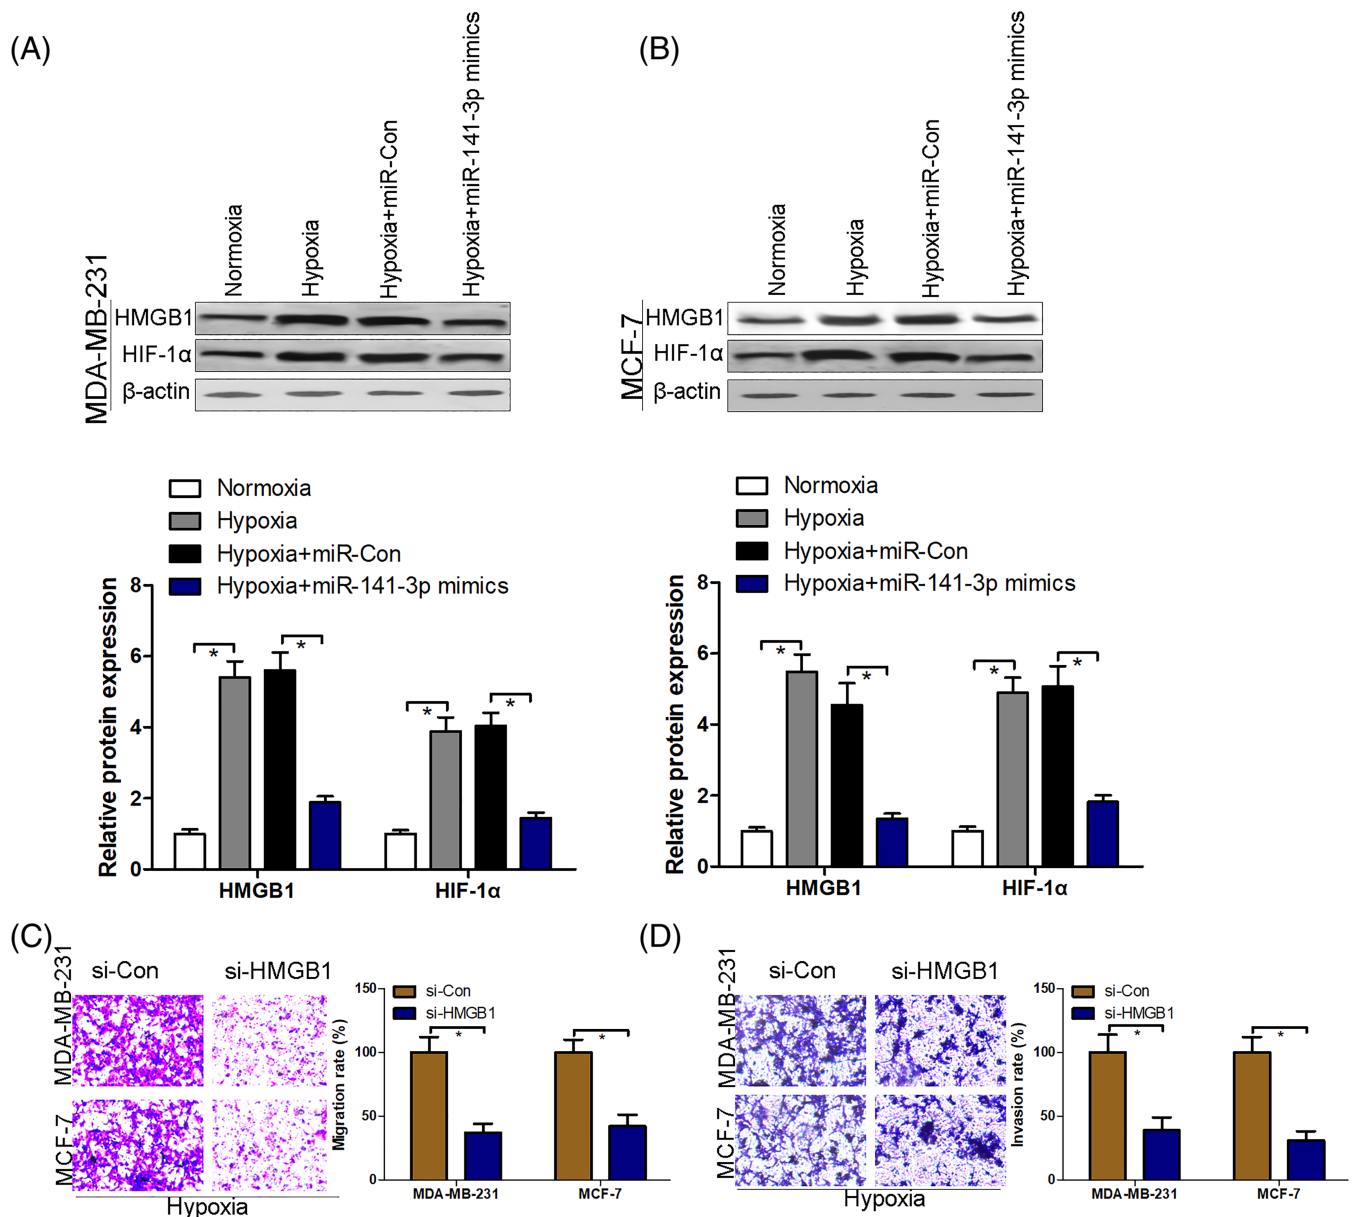 (A)
Normoxia
Hypoxia
Hypoxia+miR-Con
Hypoxia+miR-141-3p mimics
MDA-MB-231
HMGB1
HIF-1α
β-actin
Normoxia
Hypoxia
Hypoxia+miR-Con
Hypoxia+miR-141-3p mimics
Relative protein expression
8
6
4
2
0
* * * *
HMGB1 HIF-1α
(B)
Normoxia
Hypoxia
Hypoxia+miR-Con
Hypoxia+miR-141-3p mimics
MCF-7
HMGB1
HIF-1α
β-actin
Normoxia
Hypoxia
Hypoxia+miR-Con
Hypoxia+miR-141-3p mimics
Relative protein expression
8
6
4
2
0
* * * *
HMGB1 HIF-1α
(C)
si-Con si-HMGB1
MDA-MB-231
MCF-7
Hypoxia
Migration rate (%)
150
100
50
0
si-Con
si-HMGB1
* *
MDA-MB-231 MCF-7
(D)
si-Con si-HMGB1
MDA-MB-231
MCF-7
Hypoxia
Invasion rate (%)
150
100
50
0
si-Con
si-HMGB1
* *
MDA-MB-231 MCF-7